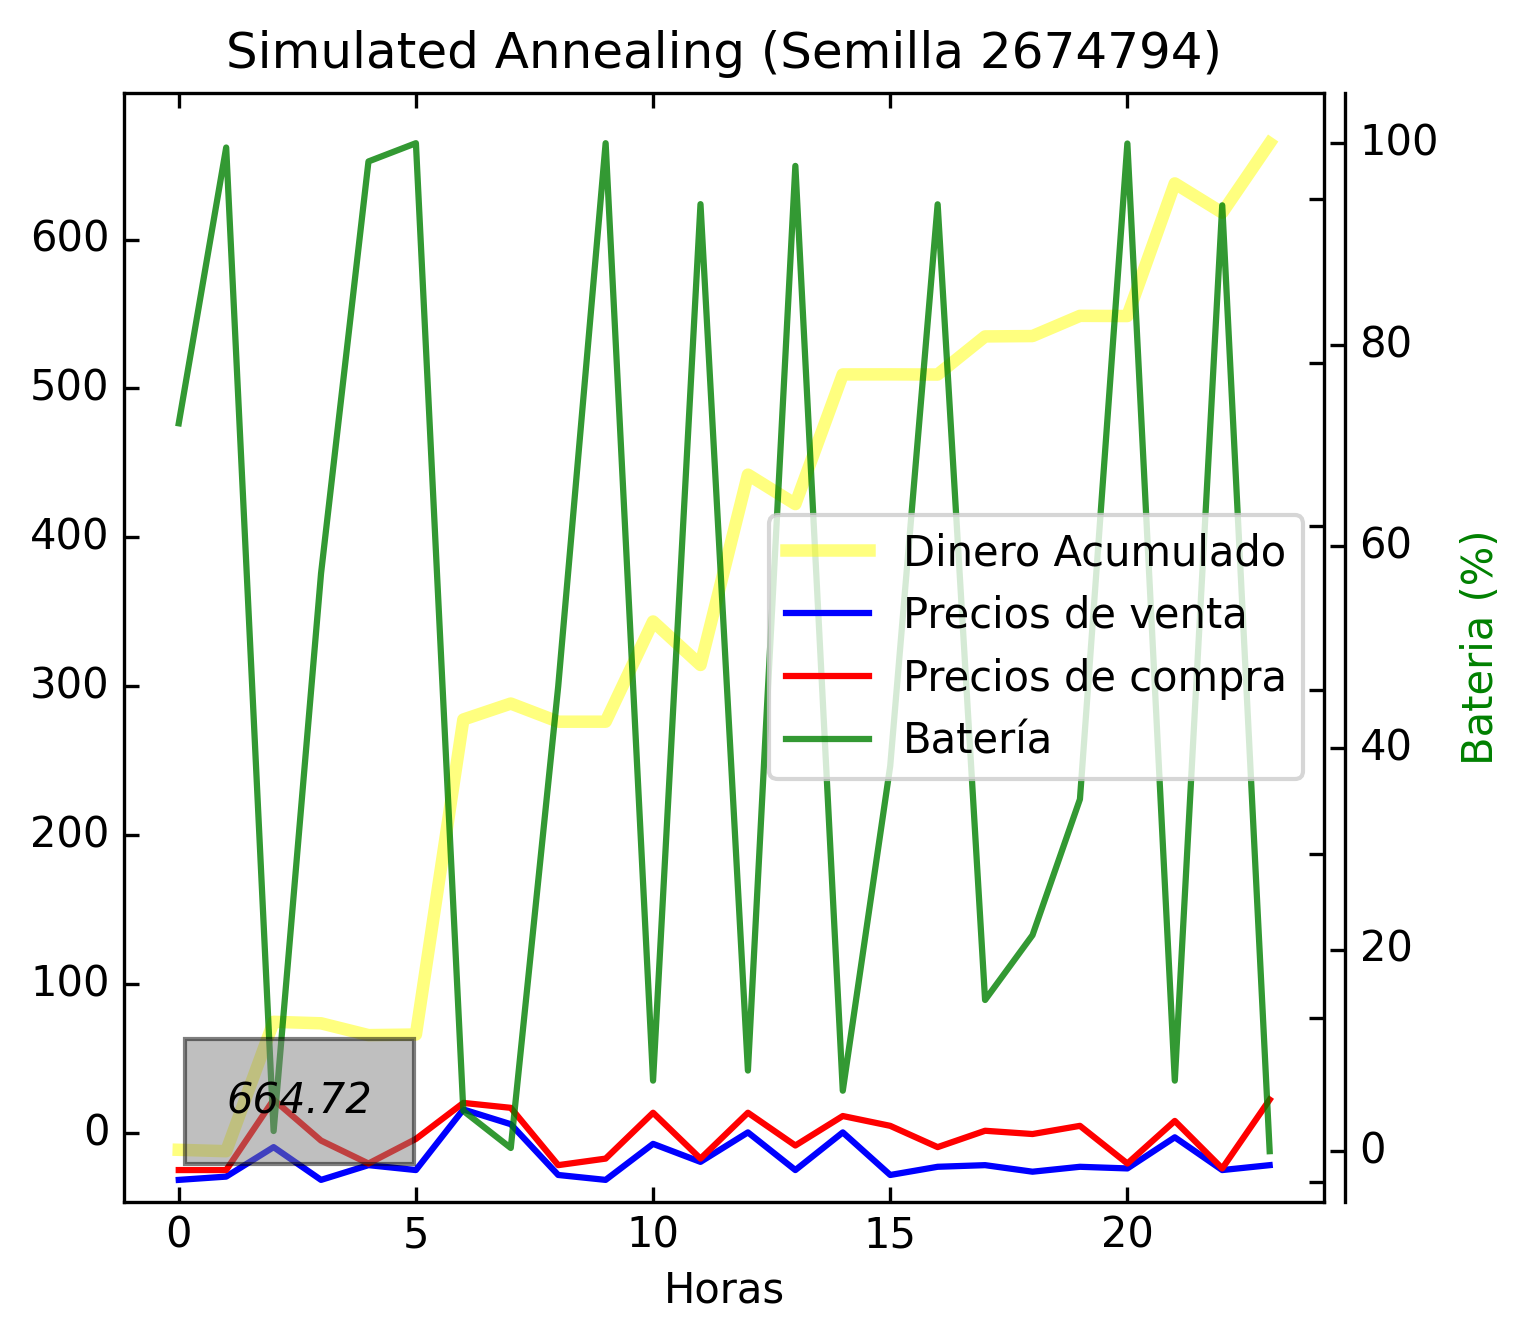 Simulated Annealing (Semilla 2674794)
600
500
400
300
200
100
0
100
80
60
40
20
0
Bateria (%)
Dinero Acumulado
Precios de venta
Precios de compra
Batería
664.72
0 5 10 15 20
Horas